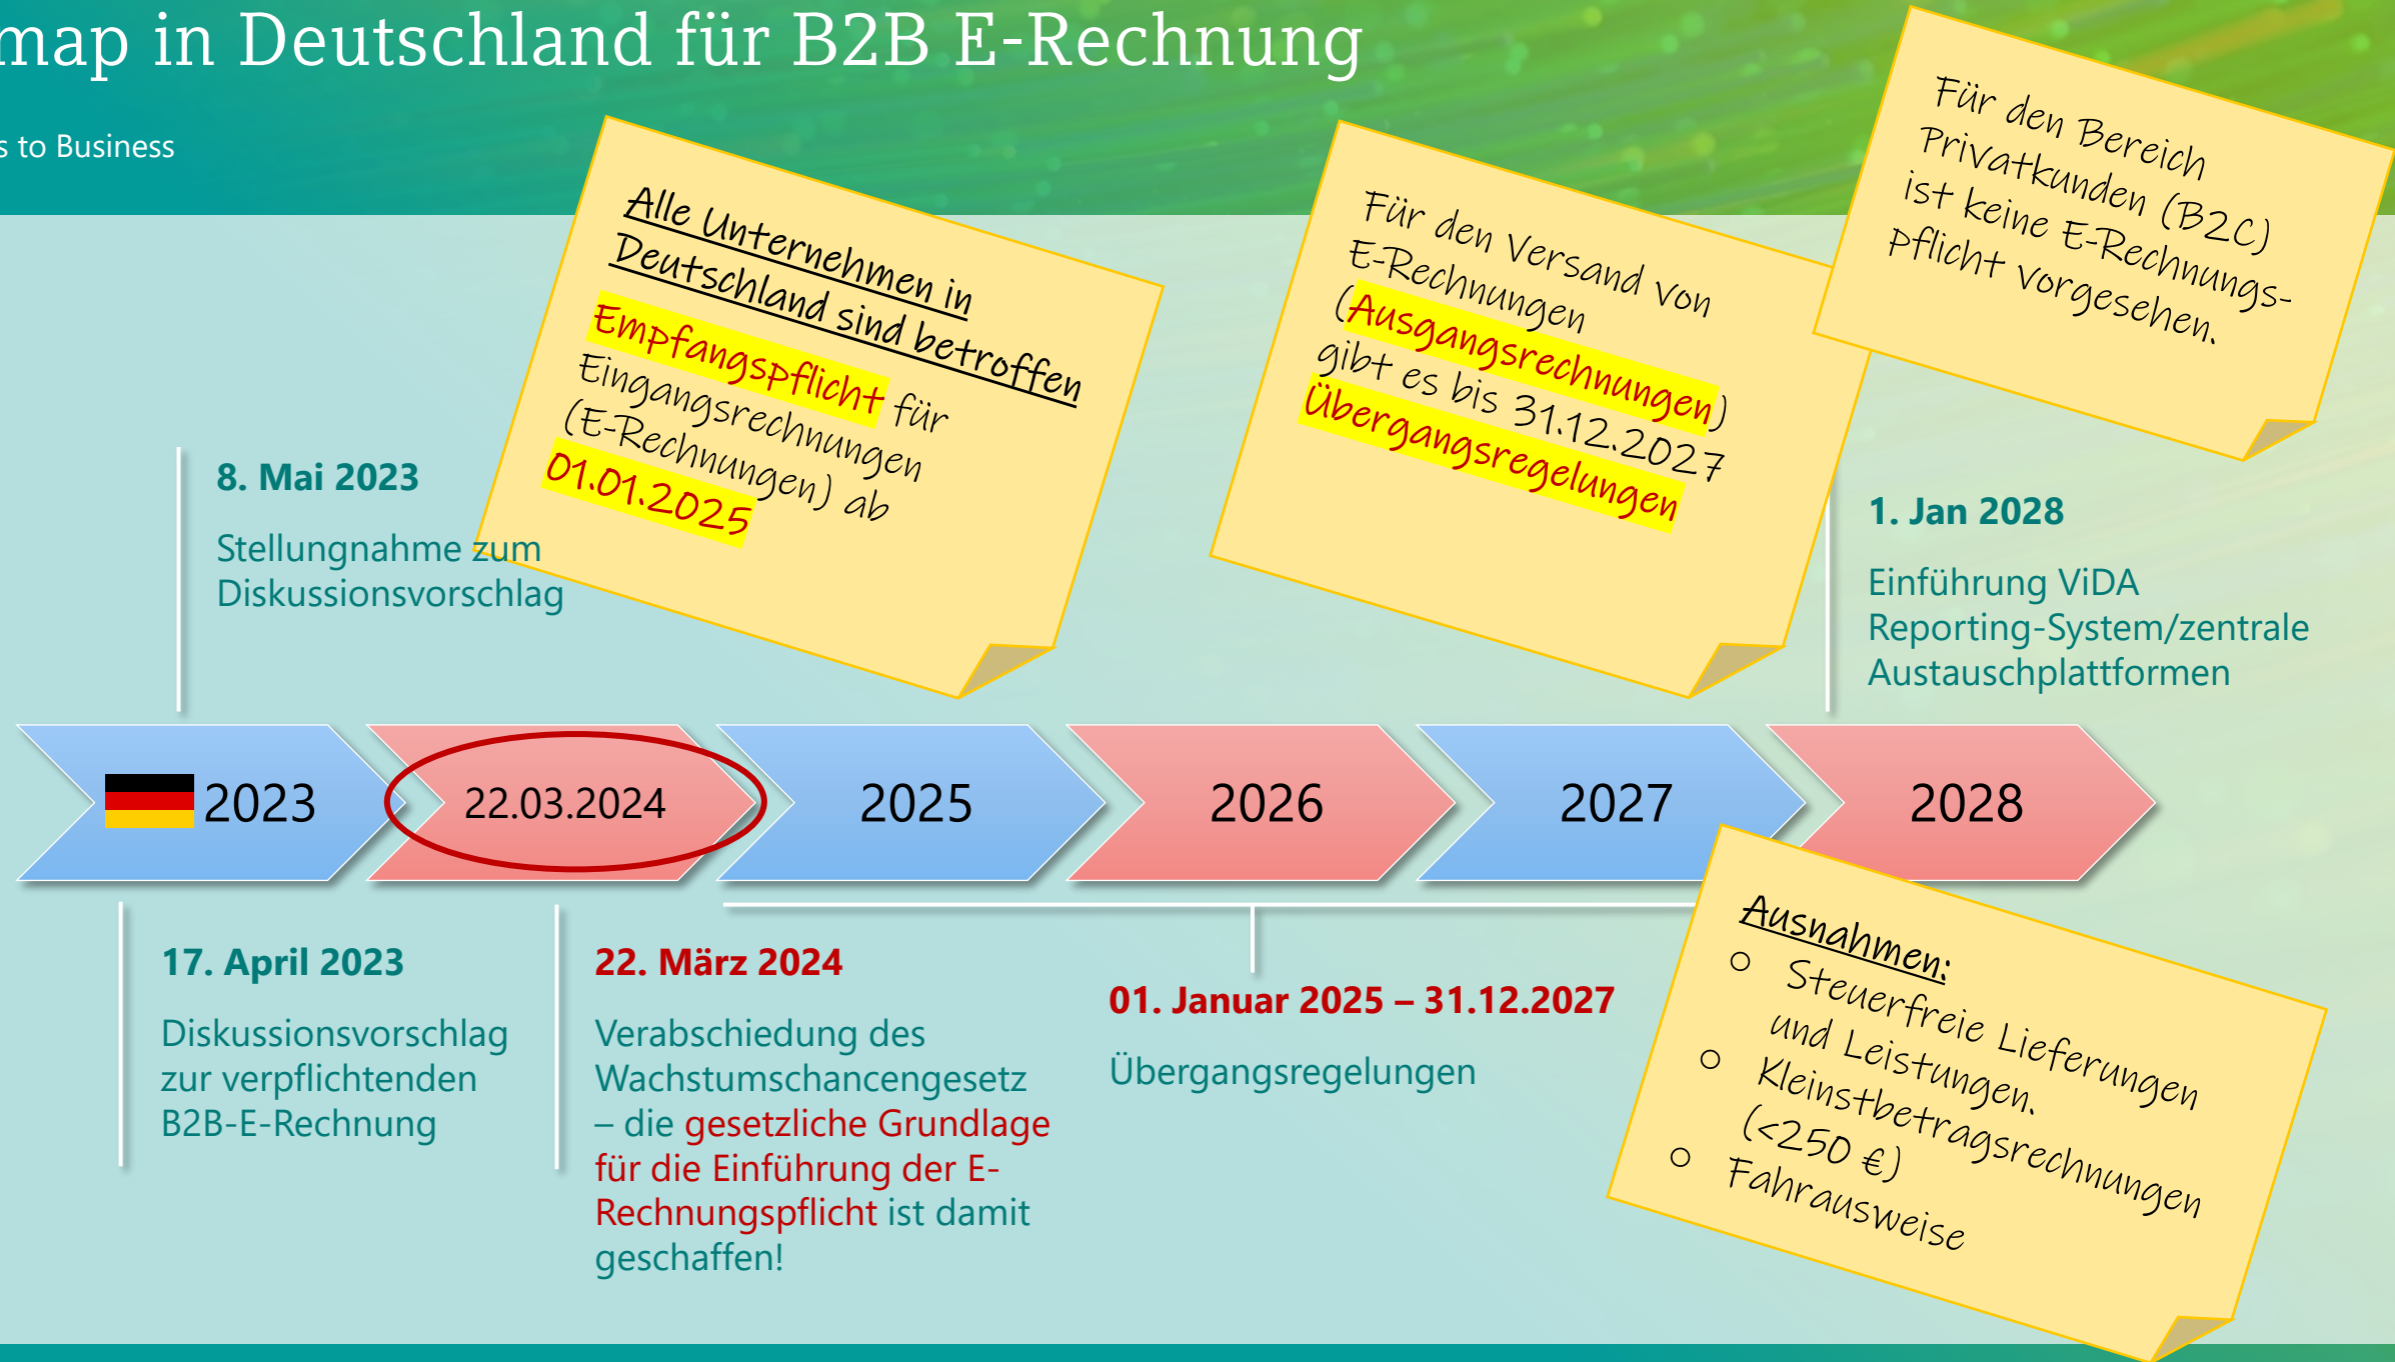 map in Deutschland für B2B E-Rechnung
s to Business
Alle Unternehmen in
Deutschland sind betroffen
Empfangspflicht für
Eingangsrechnungen
(E-Rechnungen) ab
01.01.2025
Für den Versand von
E-Rechnungen
(Ausgangsrechnungen)
gibt es bis 31.12.2027
Übergangsregelungen
Für den Bereich
Privatkunden (B2C)
ist keine E-Rechnungs-
pflicht vorgesehen.
8. Mai 2023
Stellungnahme zum
Diskussionsvorschlag
1. Jan 2028
Einführung ViDA
Reporting-System/zentrale
Austauschplattformen
2023
22.03.2024
2025
2026
2027
2028
17. April 2023
Diskussionsvorschlag
zur verpflichtenden
B2B-E-Rechnung
22. März 2024
Verabschiedung des
Wachstumschancengesetz
– die gesetzliche Grundlage
für die Einführung der E-
Rechnungspflicht ist damit
geschaffen!
01. Januar 2025 – 31.12.2027
Übergangsregelungen
Ausnahmen:
○ Steuerfreie Lieferungen
und Leistungen.
○ Kleinstbetragsrechnungen
(<250 €)
○ Fahrausweise